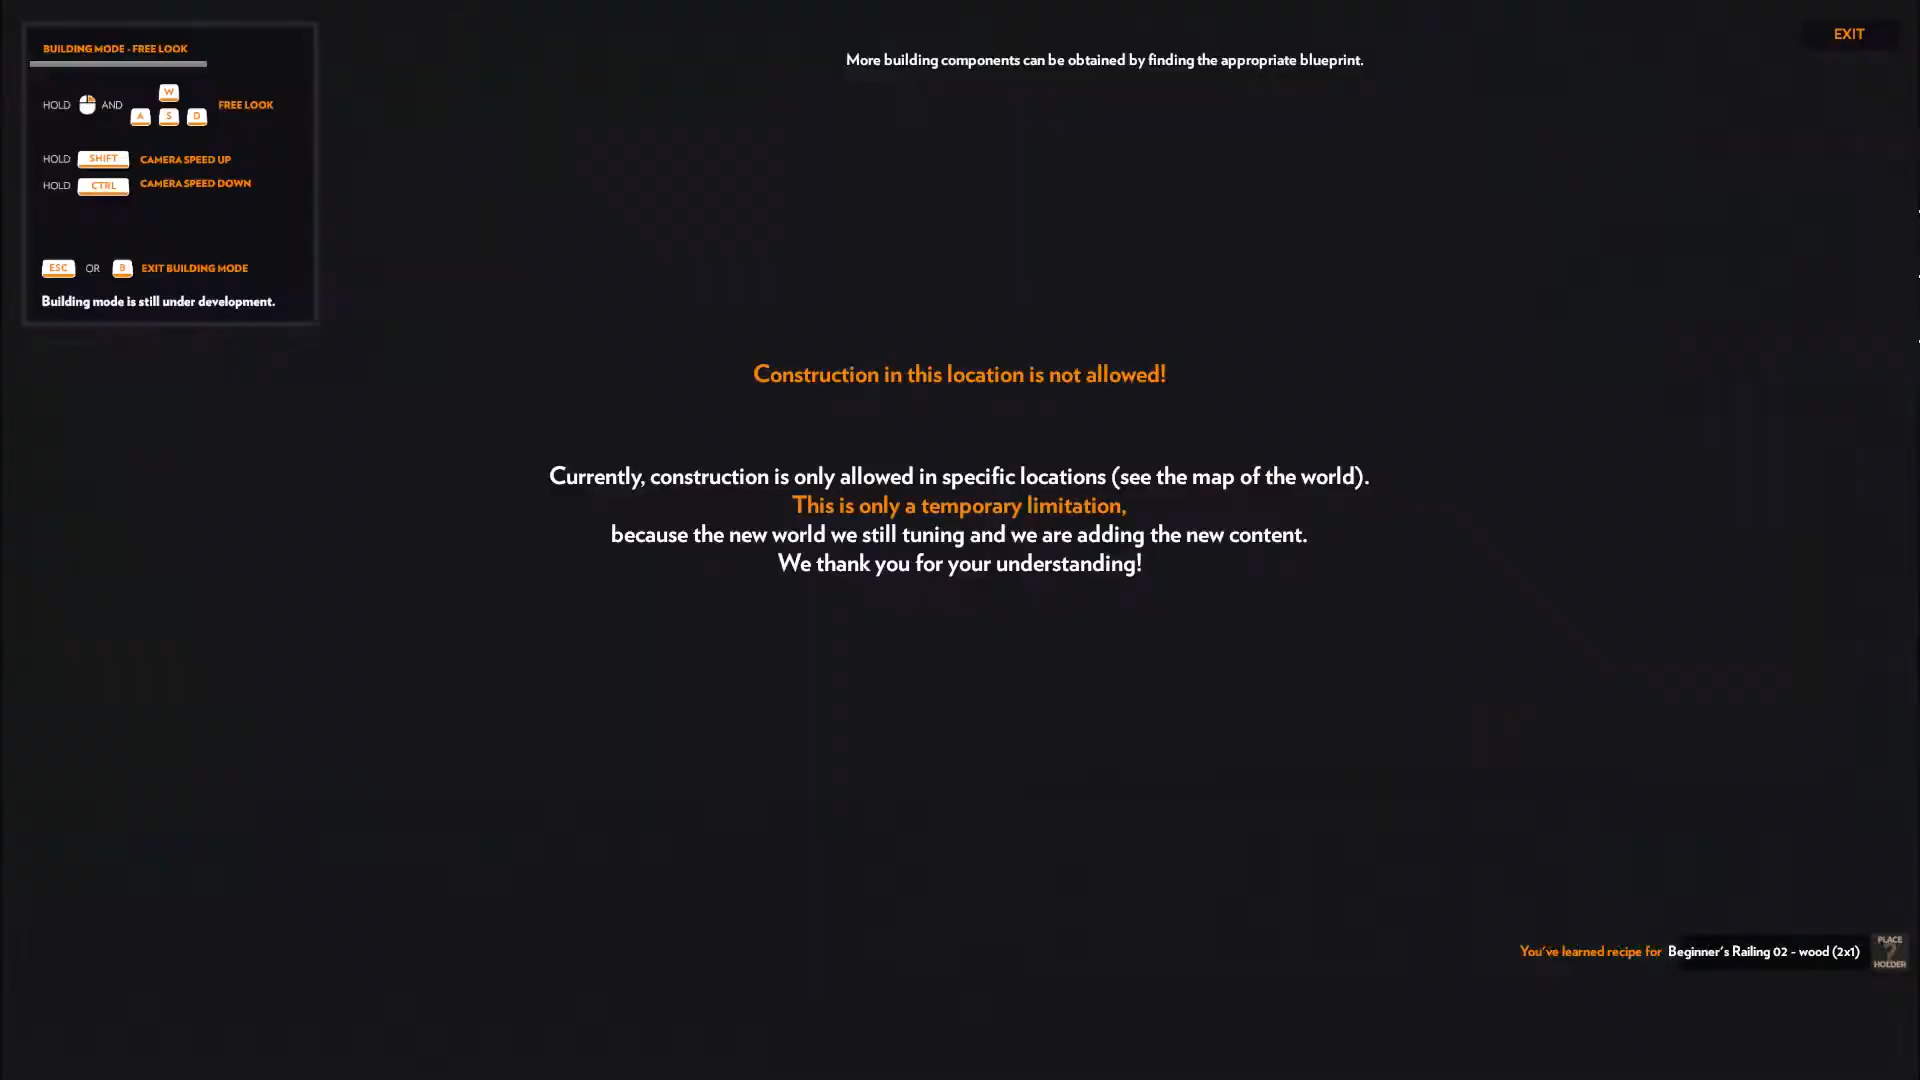 BUILDING MODE - FREE LOOK
EXIT
More building components can be obtained by finding the appropriate blueprint.
W
HOLD AND A S D FREE LOOK
HOLD SHIFT CAMERA SPEED UP
HOLD CTRL CAMERA SPEED DOWN
ESC OR B EXIT BUILDING MODE
Building mode is still under development.
Construction in this location is not allowed!
Currently, construction is only allowed in specific locations (see the map of the world).
This is only a temporary limitation,
because the new world we still tuning and we are adding the new content.
We thank you for your understanding!
You've learned recipe for Beginner's Railing 02 - wood (2x1)
PLACE
?
HOLDER